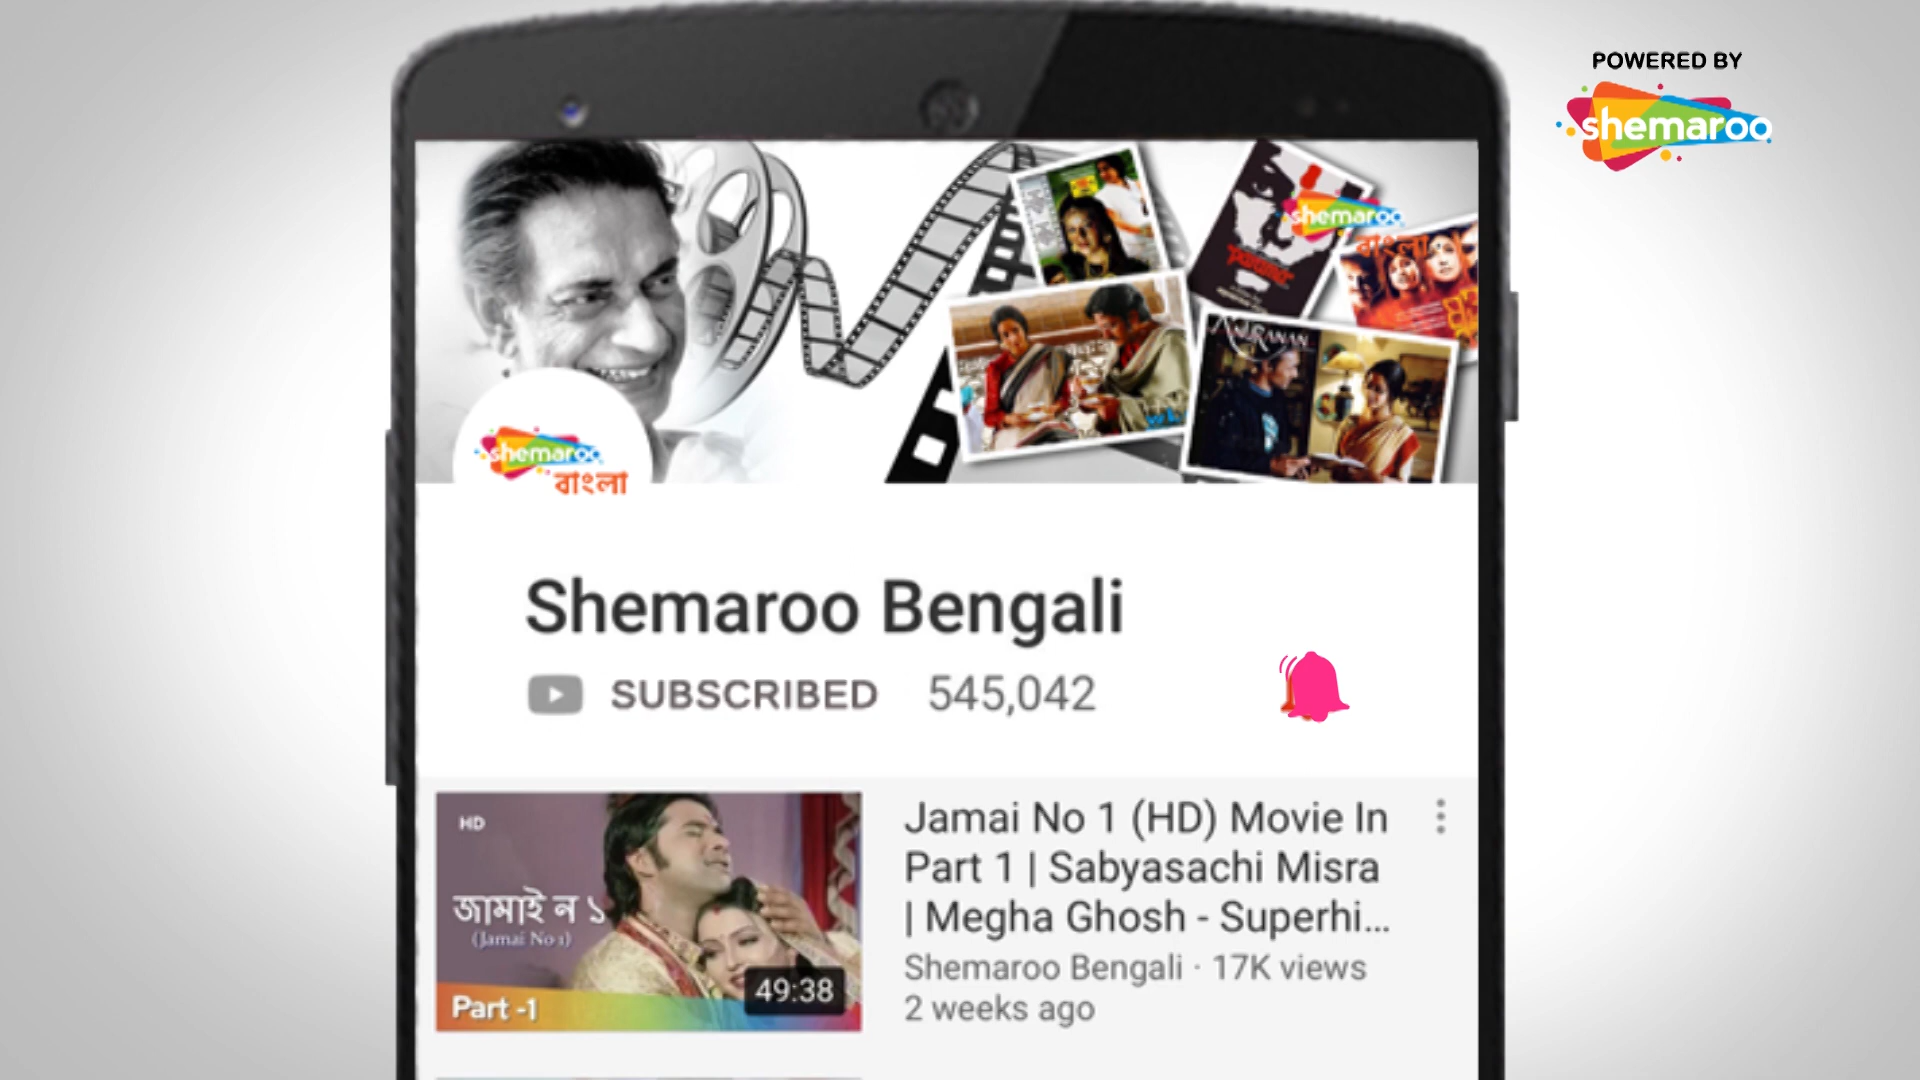 POWERED BY
shemaroo
shemaroo
বাংলা
ANURANAN
shemaroo
বাংলা
Shemaroo Bengali
SUBSCRIBED 545,042
HD
জামাই ন ১
(Jamai No 1)
Part -1
49:38
Jamai No 1 (HD) Movie In
Part 1 | Sabyasachi Misra
| Megha Ghosh - Superhi...
Shemaroo Bengali · 17K views
2 weeks ago